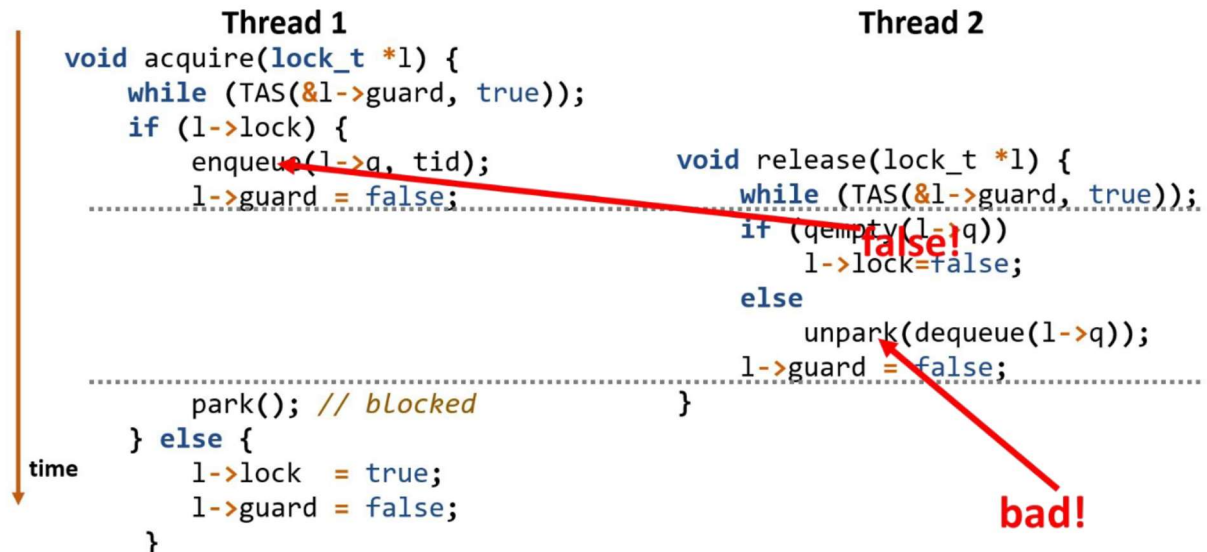 Thread 1
void acquire(lock_t *l) {
while (TAS(&l->guard, true));
if (l->lock) {
enqueue(l->q, tid);
l->guard = false;
park(); // blocked
} else {
l->lock = true;
l->guard = false;
}
time
Thread 2
void release(lock_t *l) {
while (TAS(&l->guard, true));
if (qempty(l->q))
false!
l->lock=false;
else
unpark(dequeue(l->q));
l->guard = false;
}
bad!